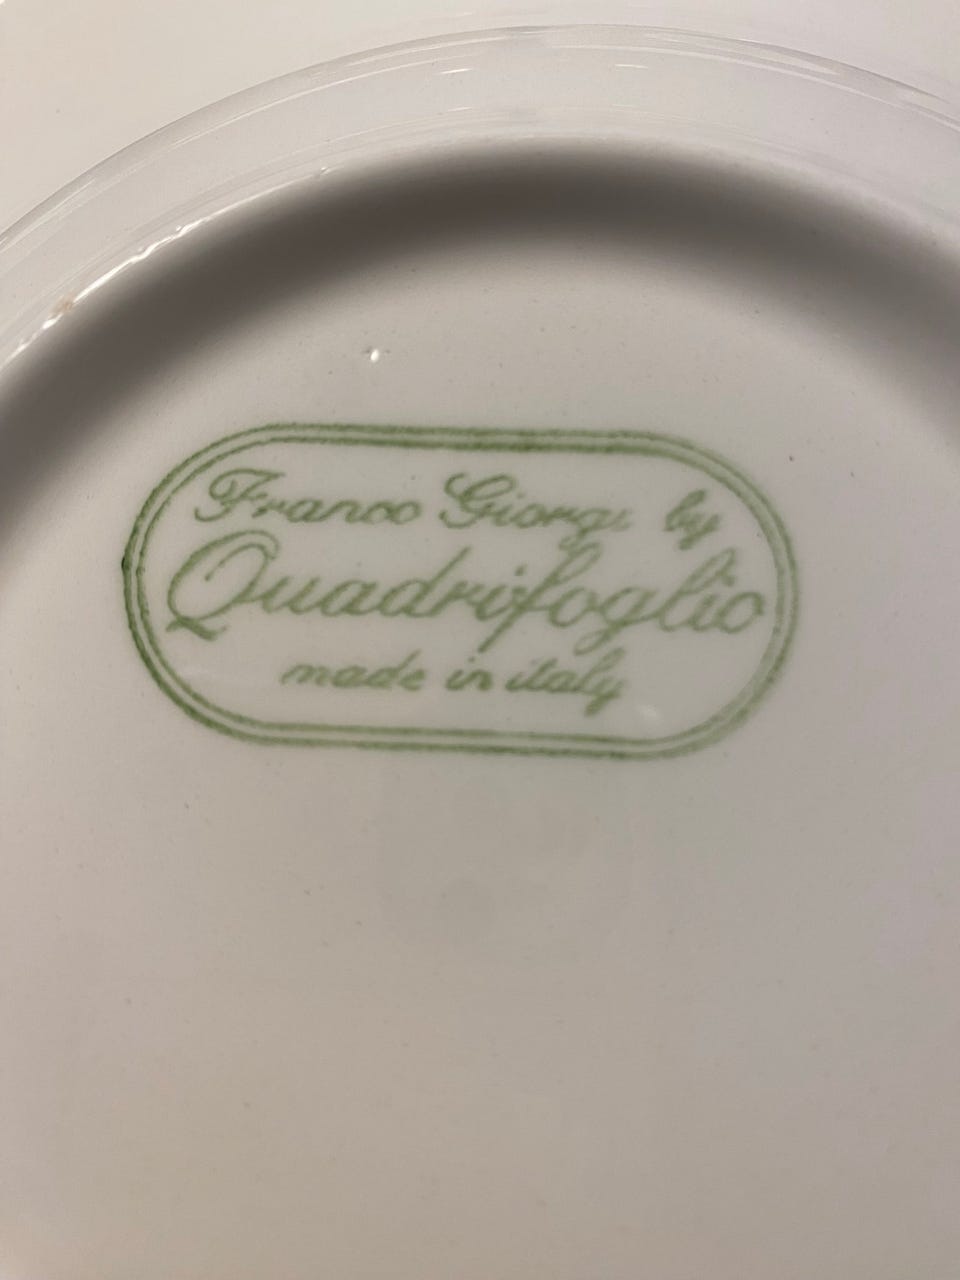 Franco Giorgi by
Quadrifoglio
made in italy